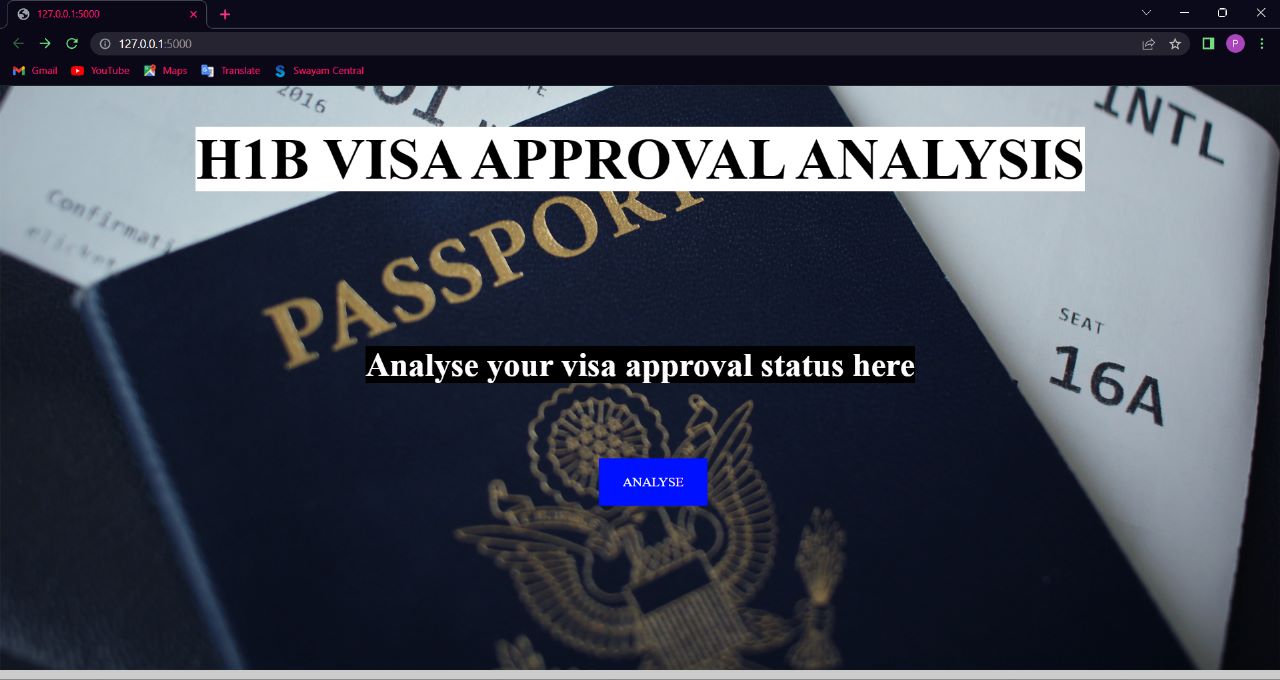 127.0.0.1:5000
127.0.0.1:5000
P
Gmail YouTube Maps Translate Swayam Central
2016
INTL
H1B VISA APPROVAL ANALYSIS
PASSPORT
SEAT
16A
Analyse your visa approval status here
ANALYSE